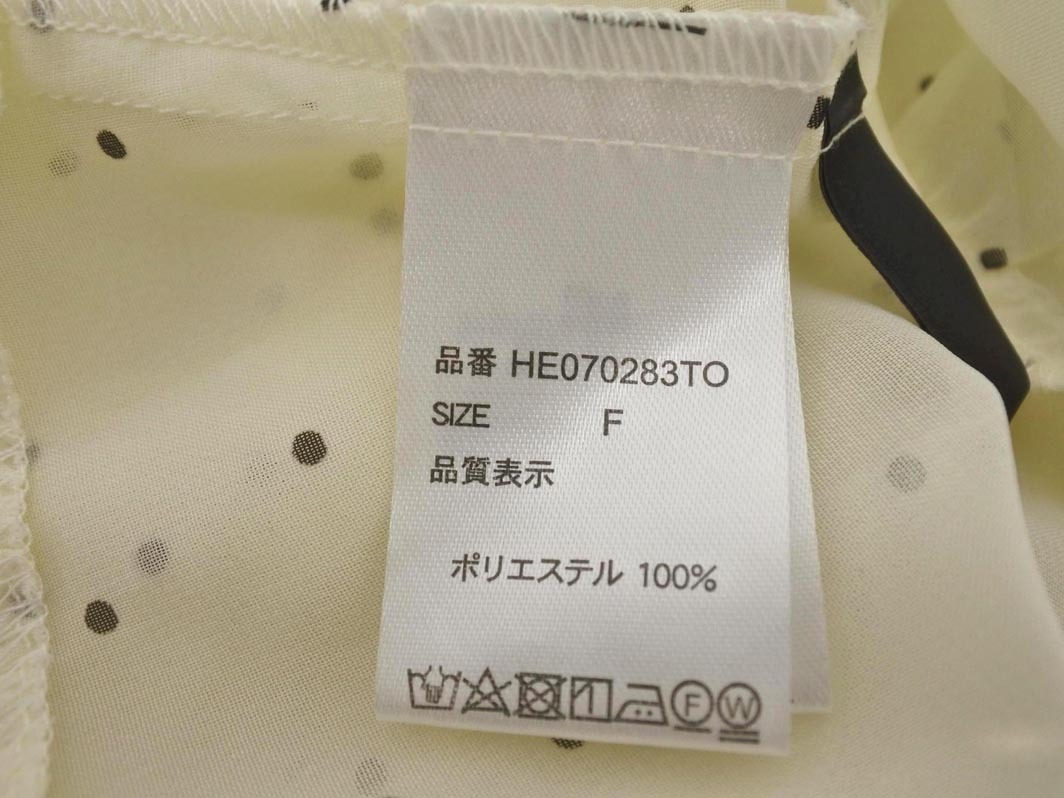 品番 HE070283TO
SIZE F
品質表示
ポリエステル 100%
F W